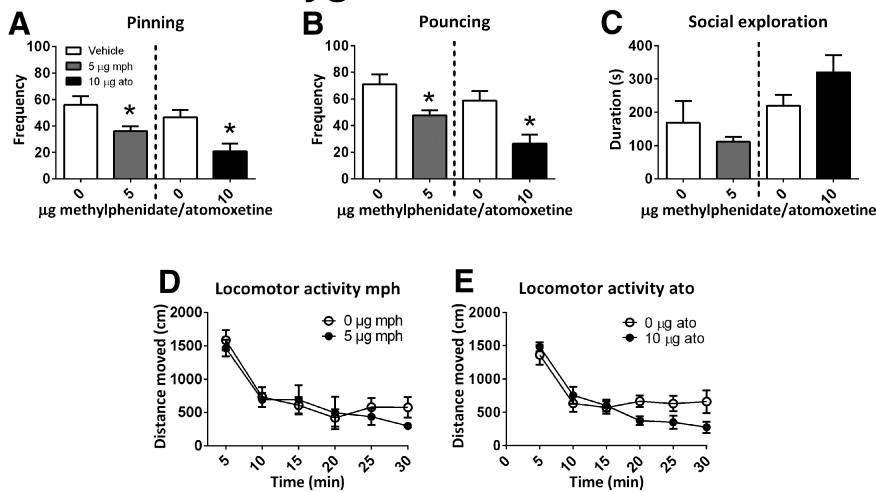 A
Pinning
Frequency
100
80
60
40
20
0
Vehicle
5 µg mph
10 µg ato
*
*
0
5
0
10
µg methylphenidate/atomoxetine
B
Pouncing
Frequency
100
80
60
40
20
0
*
*
0
5
0
10
µg methylphenidate/atomoxetine
C
Social exploration
Duration (s)
400
300
200
100
0
0
5
0
10
µg methylphenidate/atomoxetine
D
Locomotor activity mph
Distance moved (cm)
2000
1500
1000
500
0
0 µg mph
5 µg mph
5
10
15
20
25
30
Time (min)
E
Locomotor activity ato
Distance moved (cm)
2000
1500
1000
500
0
0 µg ato
10 µg ato
0
5
10
15
20
25
30
Time (min)